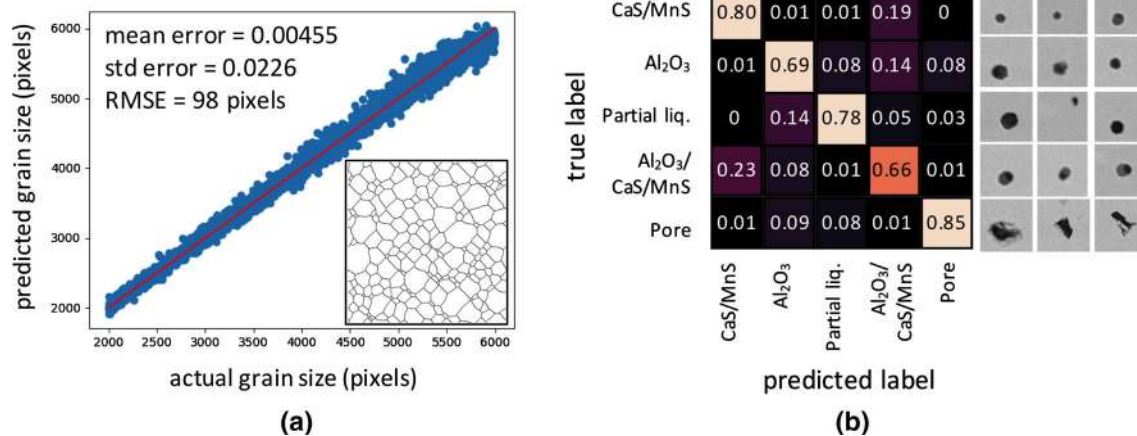 mean error = 0.00455
std error = 0.0226
RMSE = 98 pixels
predicted grain size (pixels)
6000
5000
4000
3000
2000
2000 2500 3000 3500 4000 4500 5000 5500 6000
actual grain size (pixels)
(a)
true label
CaS/MnS 0.80 0.01 0.01 0.19 0
Al₂O₃ 0.01 0.69 0.08 0.14 0.08
Partial liq. 0 0.14 0.78 0.05 0.03
Al₂O₃/
CaS/MnS 0.23 0.08 0.01 0.66 0.01
Pore 0.01 0.09 0.08 0.01 0.85
CaS/MnS
Al₂O₃
Partial liq.
Al₂O₃/
CaS/MnS
Pore
predicted label
(b)